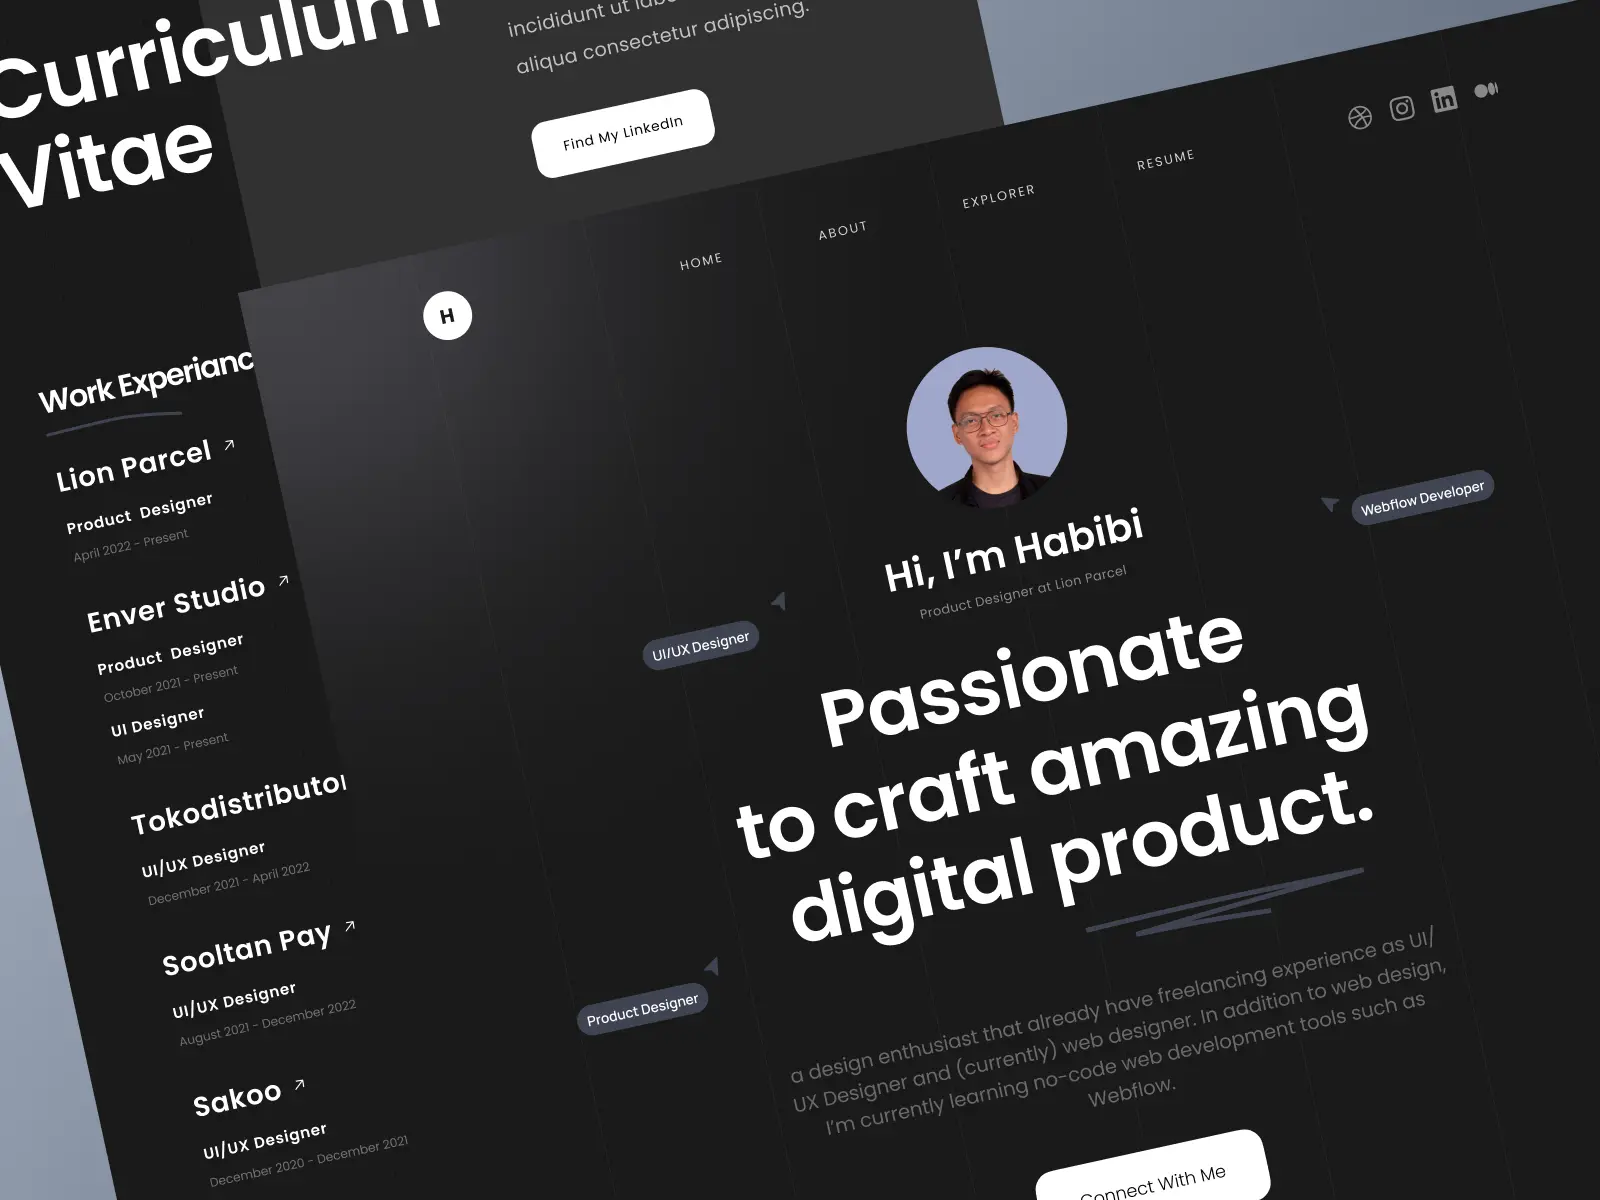 Curriculum
Vitae
incididunt ut
aliqua consectetur adipiscing.
Find My LinkedIn
Work Experianc
Lion Parcel
Product Designer
April 2022 - Present
Enver Studio
Product Designer
October 2021 - Present
UI Designer
May 2021 - Present
Tokodistributor
UI/UX Designer
December 2021 - April 2022
Sooltan Pay
UI/UX Designer
August 2021 - December 2022
Sakoo
UI/UX Designer
December 2020 - December 2021
H
HOME
ABOUT
EXPLORER
RESUME
in
Hi, I’m Habibi
Product Designer at Lion Parcel
Webflow Developer
UI/UX Designer
Product Designer
Passionate
to craft amazing
digital product.
a design enthusiast that already have freelancing experience as UI/
UX Designer and (currently) web designer. In addition to web design,
I’m currently learning no-code web development tools such as
Webflow.
Connect With Me